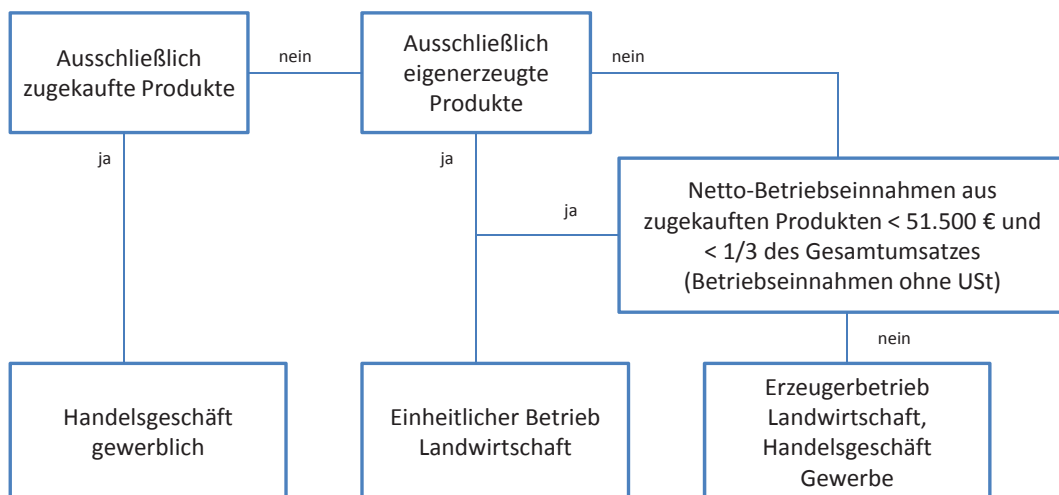 Ausschließlich
zugekaufte Produkte
nein
Ausschließlich
eigenerzeugte
Produkte
nein
ja
ja
ja
Netto-Betriebseinnahmen aus
zugekauften Produkten < 51.500 € und
< 1/3 des Gesamtumsatzes
(Betriebseinnahmen ohne USt)
nein
Handelsgeschäft
gewerblich
Einheitlicher Betrieb
Landwirtschaft
Erzeugerbetrieb
Landwirtschaft,
Handelsgeschäft
Gewerbe